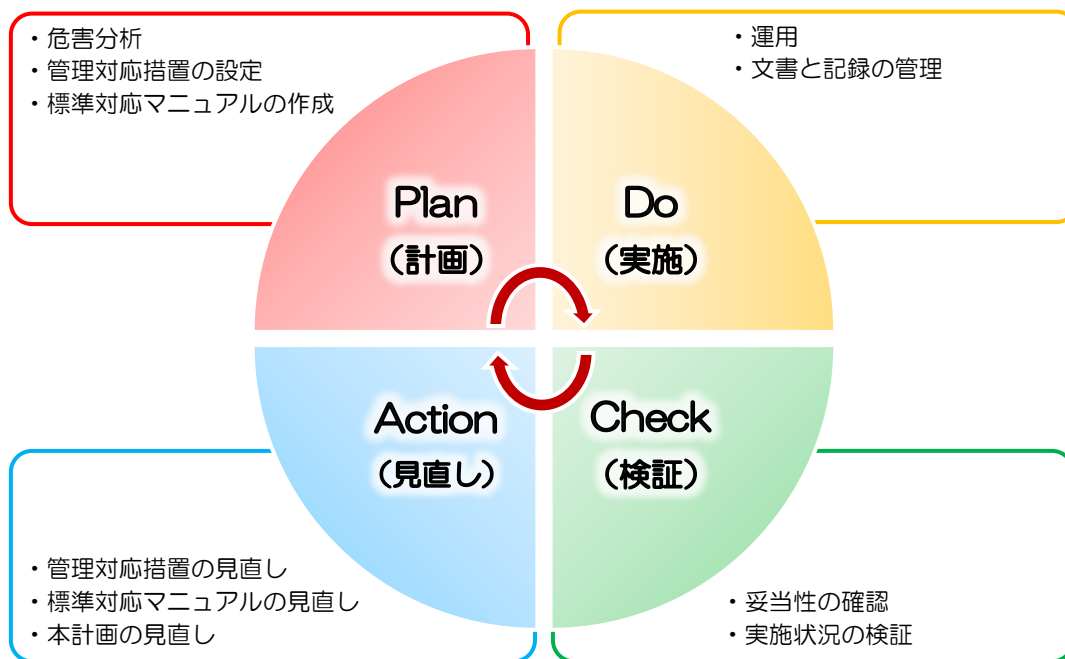 ・危害分析
・管理対応措置の設定
・標準対応マニュアルの作成
・運用
・文書と記録の管理
Plan
（計画）
Do
（実施）
Action
（見直し）
Check
（検証）
・管理対応措置の見直し
・標準対応マニュアルの見直し
・本計画の見直し
・妥当性の確認
・実施状況の検証